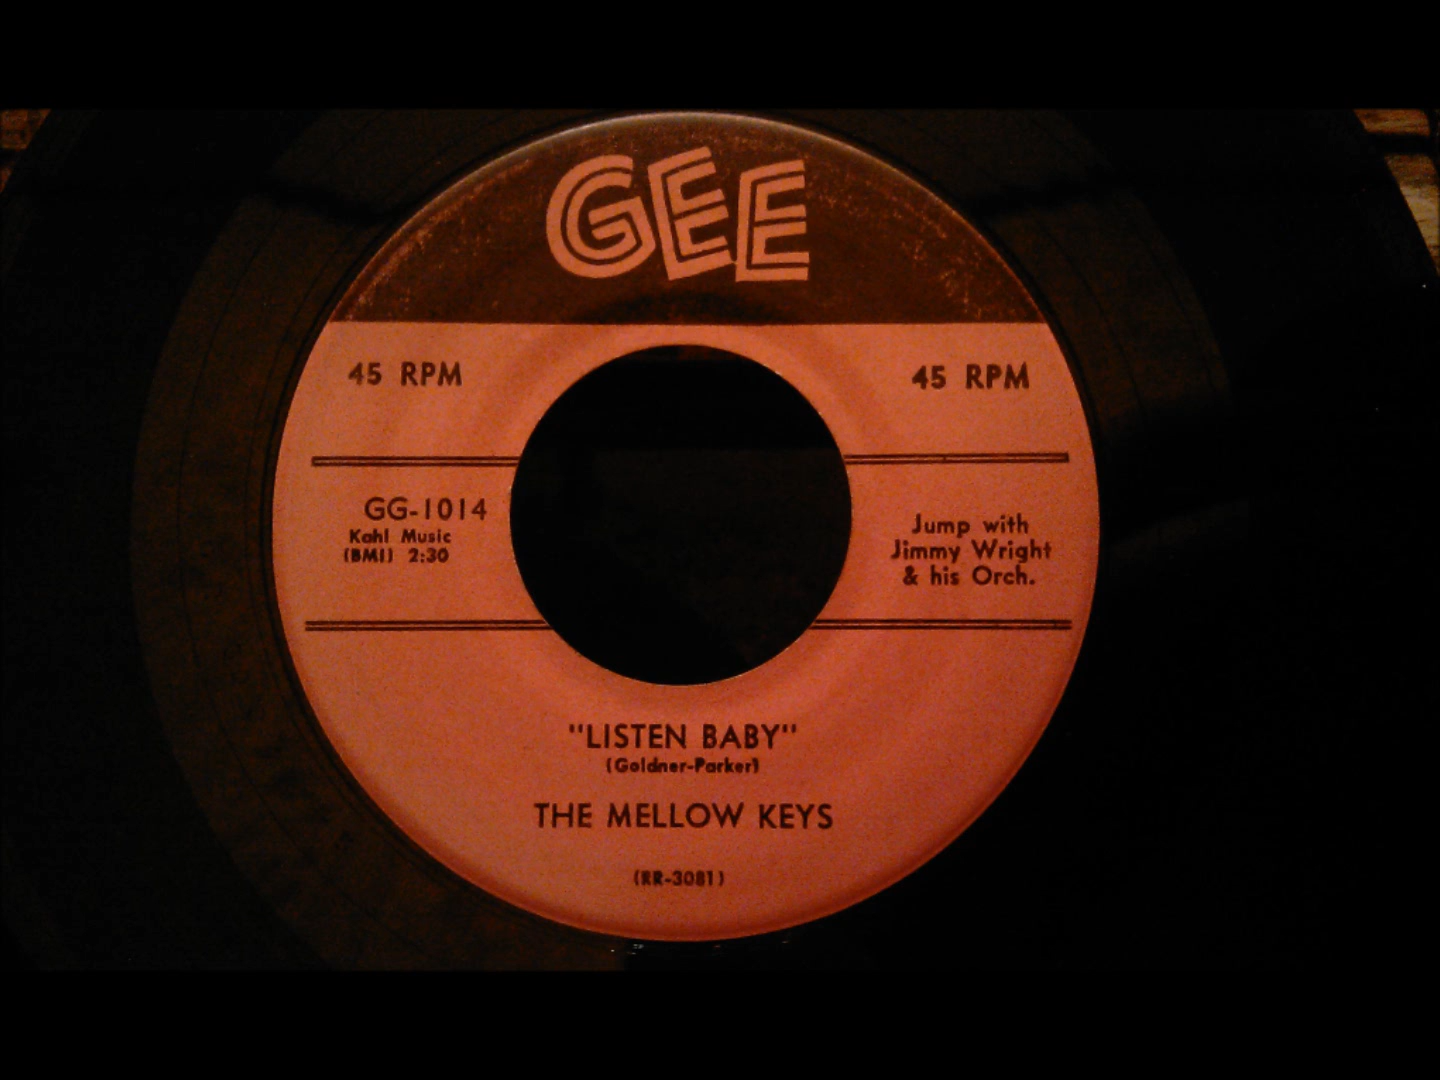 GEE
45 RPM
45 RPM
GG-1014
Kahl Music
(BMI) 2:30
Jump with
Jimmy Wright
& his Orch.
"LISTEN BABY"
(Goldner-Parker)
THE MELLOW KEYS
(RR-3081)